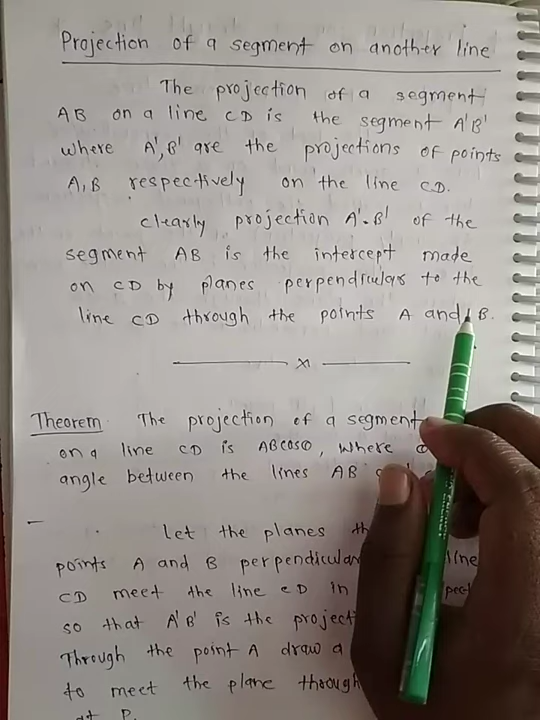 Projection of a segment on another line
The projection of a segment
AB on a line CD is the segment A'B'
where A', B' are the projections of points
A, B respectively on the line CD.
clearly projection A'.B' of the
segment AB is the intercept made
on CD by planes perpendicular to the
line CD through the points A and B.
x
Theorem The projection of a segment
on a line CD is ABcosθ, where
angle between the lines AB
Let the planes
points A and B perpendicular line
CD meet the line CD in
so that A'B' is the
Through the point A draw a
to meet the plane through
at P.